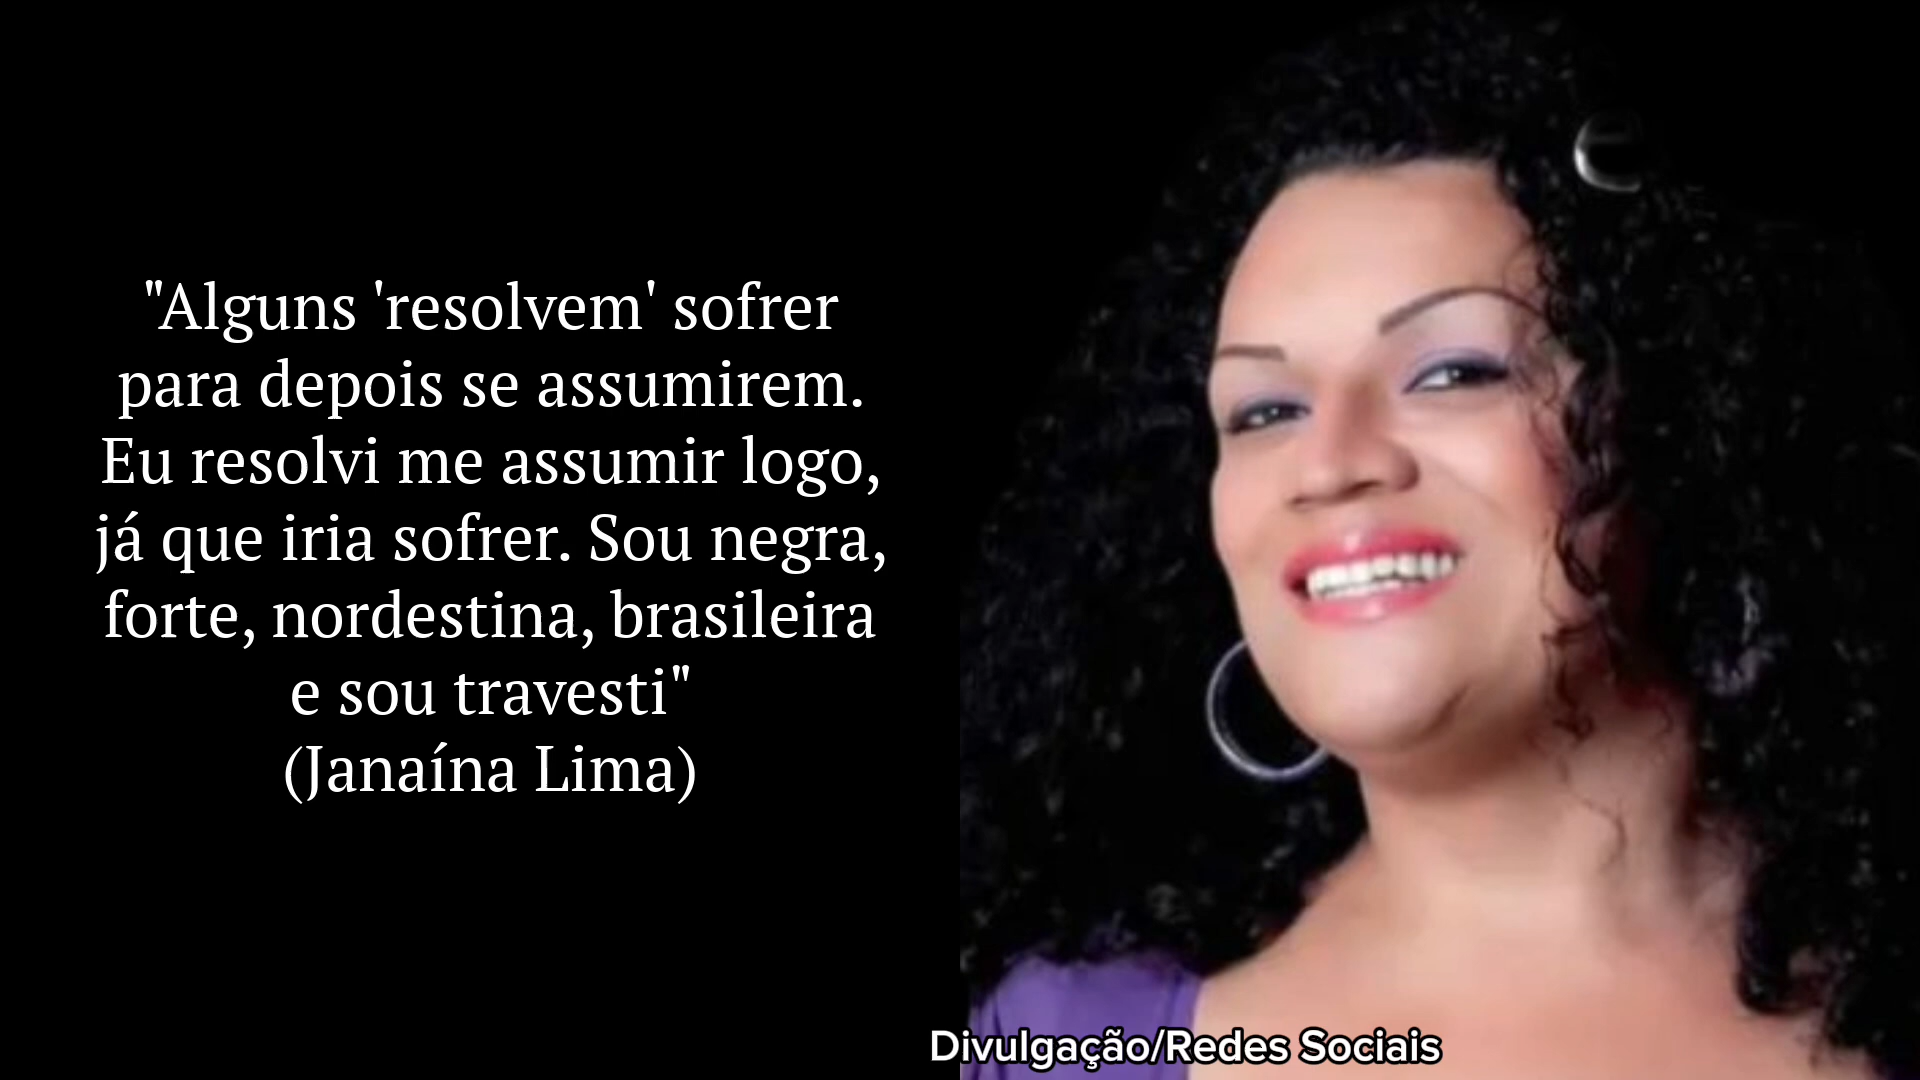 "Alguns 'resolvem' sofrer
para depois se assumirem.
Eu resolvi me assumir logo,
já que iria sofrer. Sou negra,
forte, nordestina, brasileira
e sou travesti"
(Janaína Lima)
Divulgação/Redes Sociais